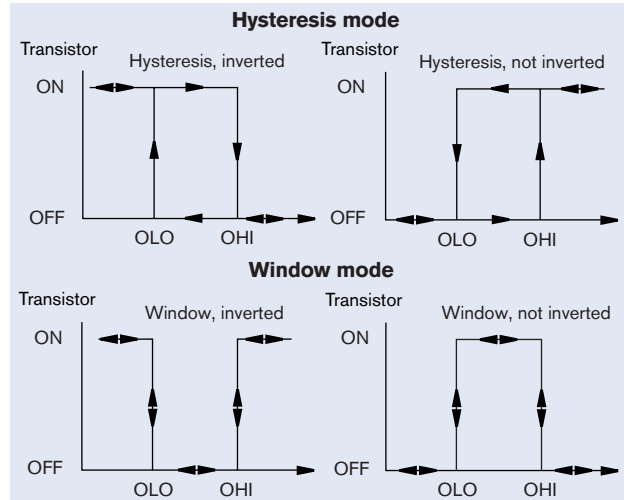 Hysteresis mode
Transistor
Hysteresis, inverted
ON
OFF
OLO OHI
Transistor
Hysteresis, not inverted
ON
OFF
OLO OHI
Window mode
Transistor
Window, inverted
ON
OFF
OLO OHI
Transistor
Window, not inverted
ON
OFF
OLO OHI